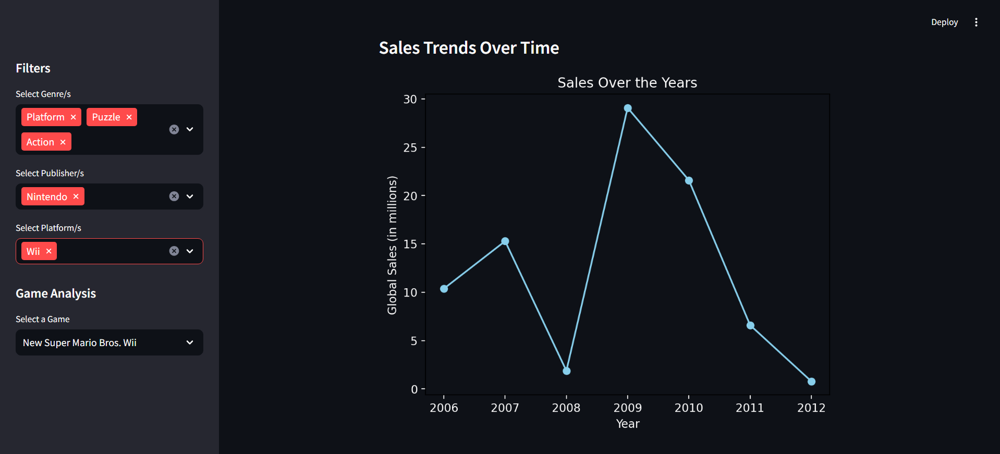 Deploy
Filters
Select Genre/s
Platform
Puzzle
Action
Select Publisher/s
Nintendo
Select Platform/s
Wii
Game Analysis
Select a Game
New Super Mario Bros. Wii
Sales Trends Over Time
Sales Over the Years
Global Sales (in millions)
30
25
20
15
10
5
0
2006 2007 2008 2009 2010 2011 2012
Year